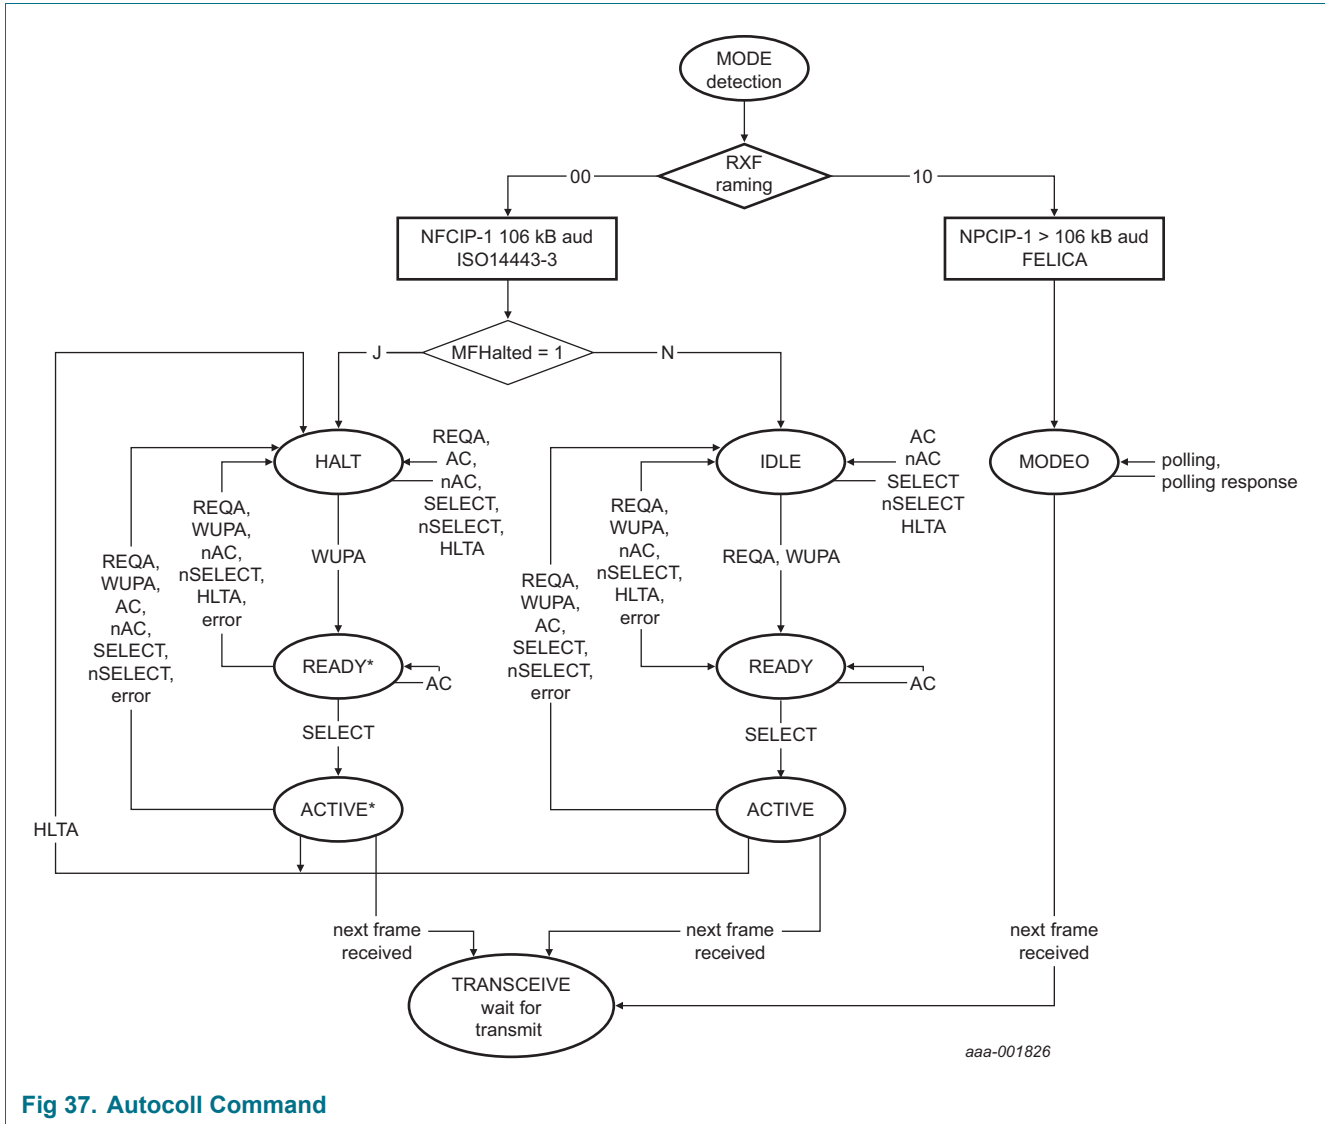 MODE
detection
RXF
raming
00
10
NFCIP-1 106 kB aud
ISO14443-3
NPCIP-1 > 106 kB aud
FELICA
J
MFHalted = 1
N
HALT
REQA,
AC,
nAC,
SELECT,
nSELECT,
HLTA
IDLE
AC
nAC
SELECT
nSELECT
HLTA
MODEO
polling,
polling response
REQA,
WUPA,
nAC,
nSELECT,
HLTA,
error
WUPA
REQA,
WUPA,
nAC,
nSELECT,
HLTA,
error
REQA, WUPA
REQA,
WUPA,
AC,
nAC,
SELECT,
nSELECT,
error
REQA,
WUPA,
AC,
SELECT,
nSELECT,
error
READY*
AC
READY
AC
SELECT
SELECT
ACTIVE*
ACTIVE
HLTA
next frame
received
next frame
received
next frame
received
TRANSCEIVE
wait for
transmit
aaa-001826
Fig 37. Autocoll Command